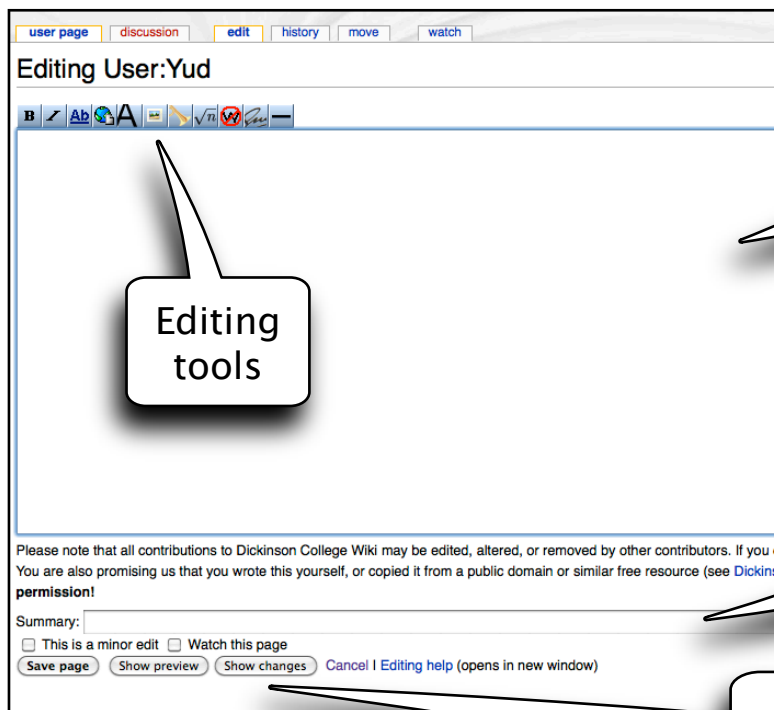 user page discussion edit history move watch
Editing User:Yud
B I Ab A √n W
Editing
tools
Please note that all contributions to Dickinson College Wiki may be edited, altered, or removed by other contributors. If you
You are also promising us that you wrote this yourself, or copied it from a public domain or similar free resource (see
permission!
Summary:
This is a minor edit Watch this page
Save page Show preview Show changes Cancel | Editing help (opens in new window)